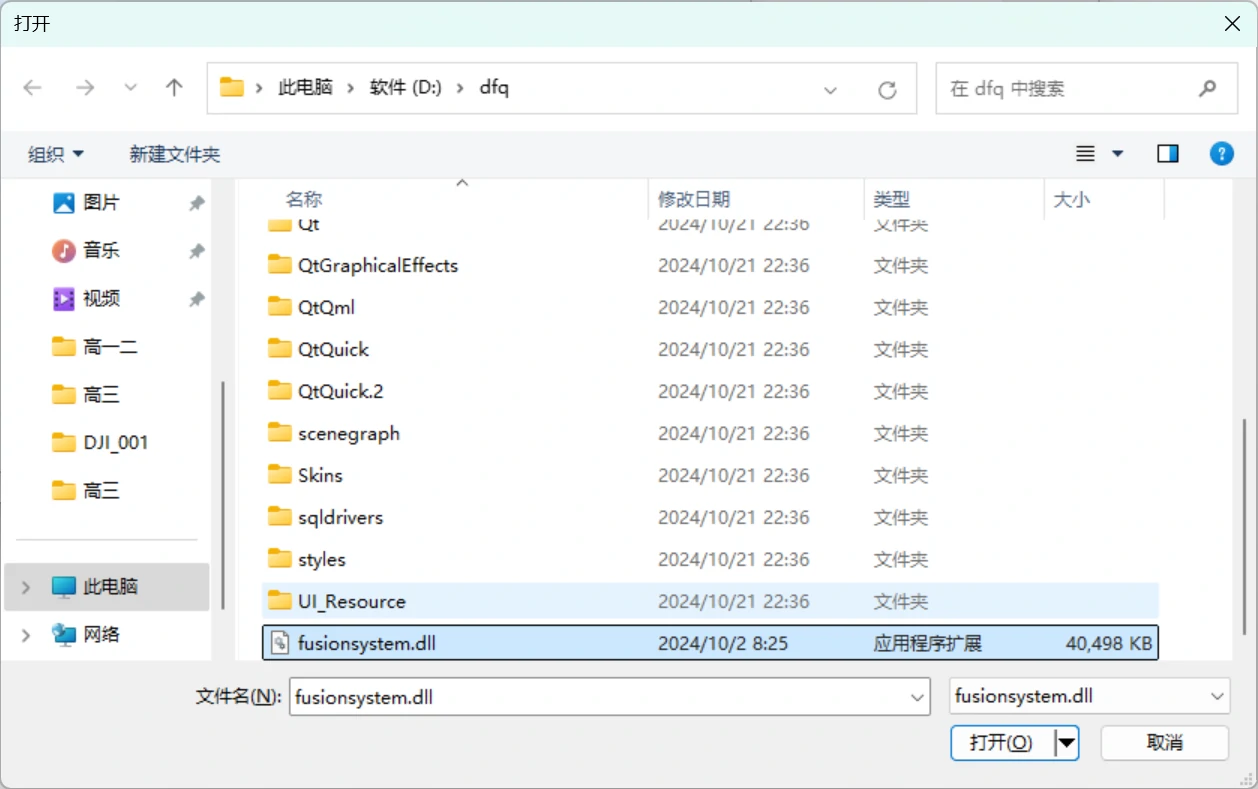 打开
此电脑 > 软件 (D:) > dfq
在 dfq 中搜索
组织 新建文件夹
图片
音乐
视频
高一二
高三
DJI_001
高三
此电脑
网络
名称 修改日期 类型 大小
Qt 2024/10/21 22:36 文件夹
QtGraphicalEffects 2024/10/21 22:36 文件夹
QtQml 2024/10/21 22:36 文件夹
QtQuick 2024/10/21 22:36 文件夹
QtQuick.2 2024/10/21 22:36 文件夹
scenegraph 2024/10/21 22:36 文件夹
Skins 2024/10/21 22:36 文件夹
sqldrivers 2024/10/21 22:36 文件夹
styles 2024/10/21 22:36 文件夹
UI_Resource 2024/10/21 22:36 文件夹
fusionsystem.dll 2024/10/2 8:25 应用程序扩展 40,498 KB
文件名(N): fusionsystem.dll fusionsystem.dll
打开(O) 取消